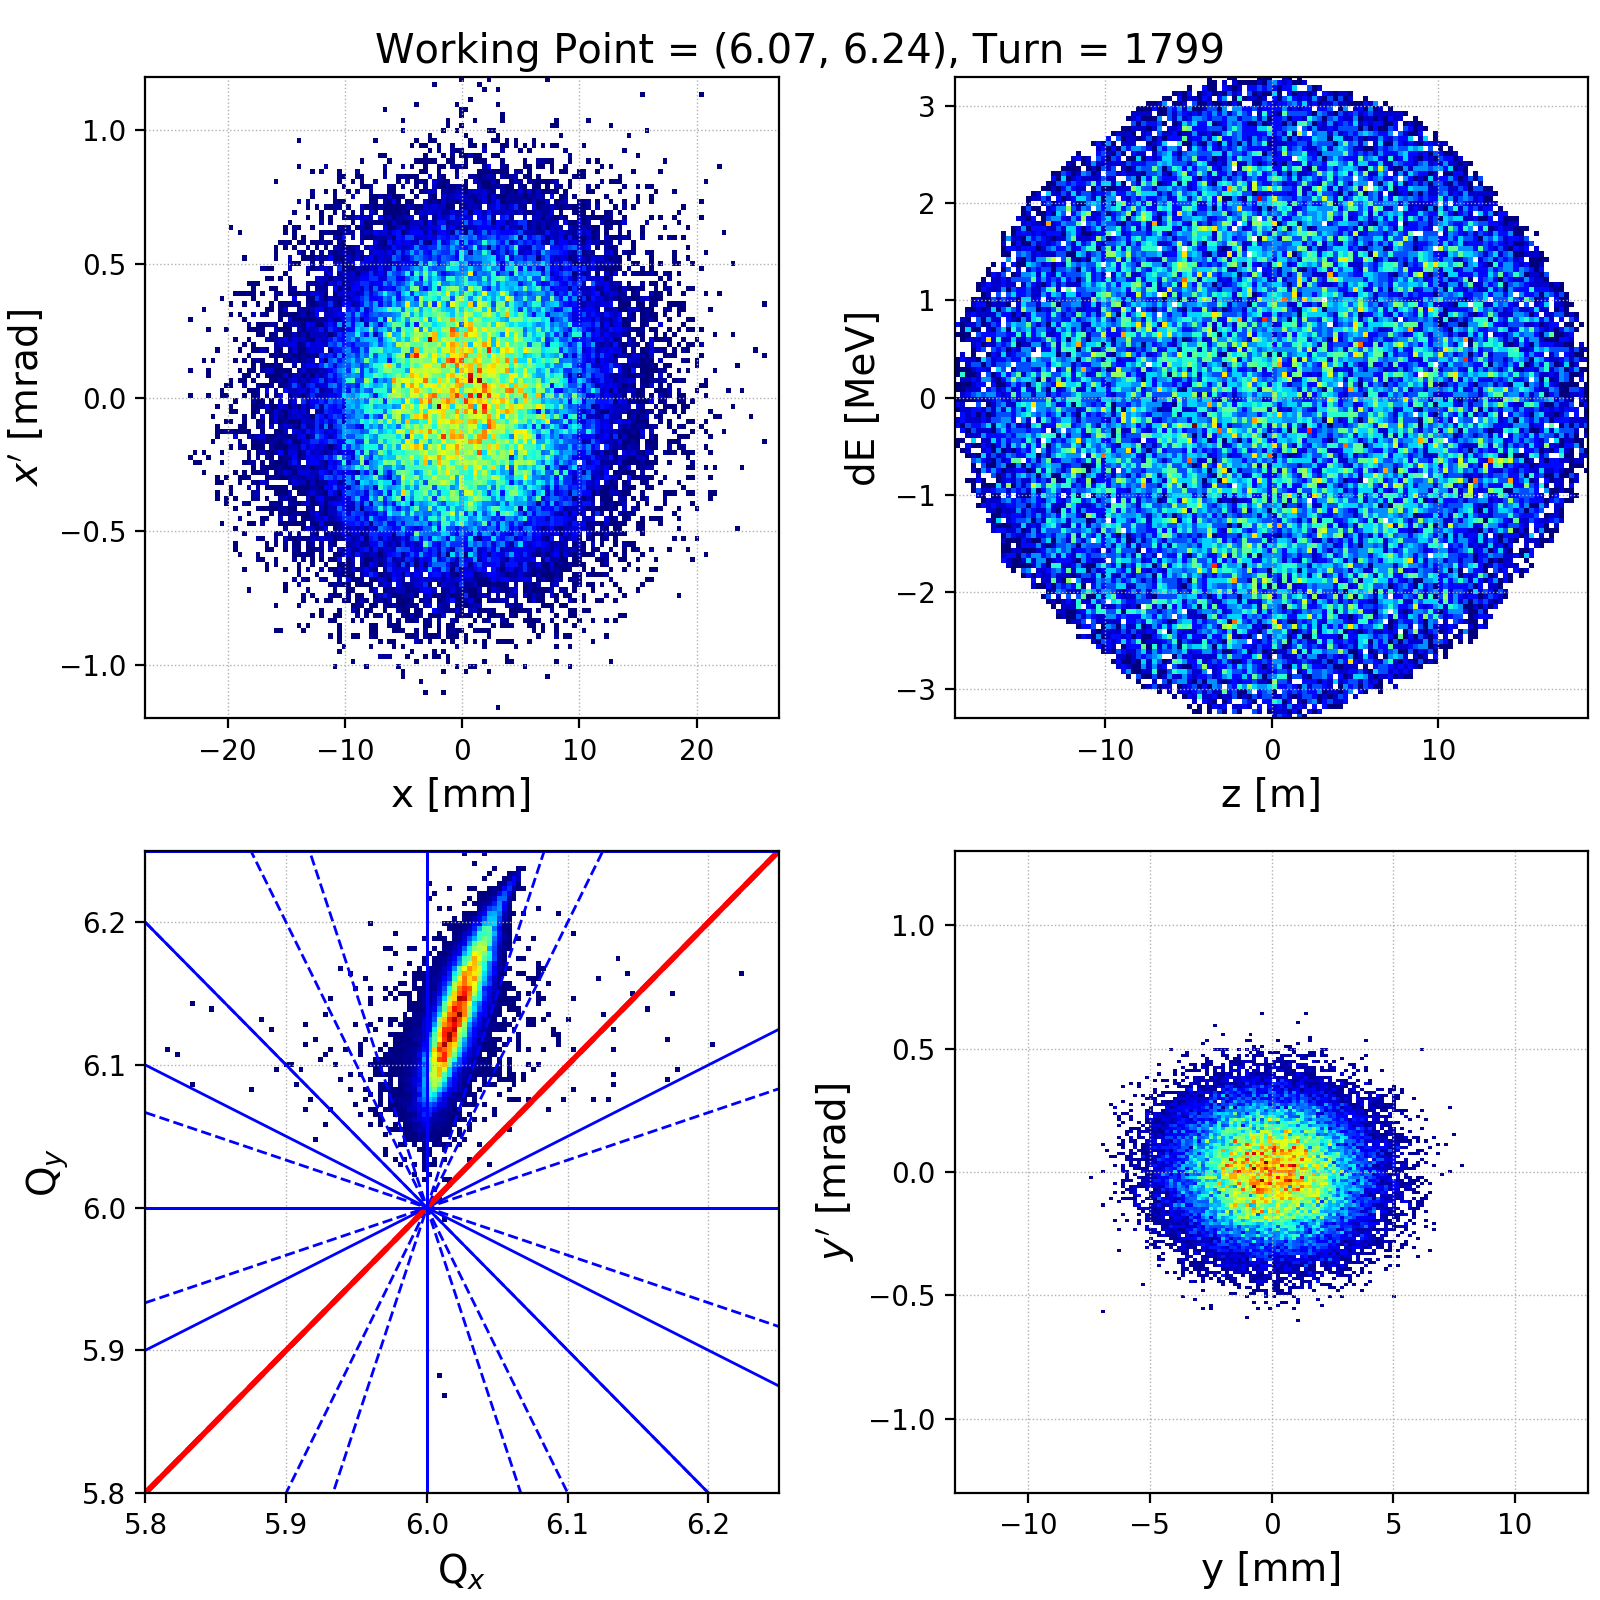 Working Point = (6.07, 6.24), Turn = 1799
1.0
0.5
0.0
−0.5
−1.0
x′ [mrad]
−20 −10 0 10 20
x [mm]
3
2
1
0
−1
−2
−3
dE [MeV]
−10 0 10
z [m]
6.2
6.1
6.0
5.9
5.8
Qy
5.8 5.9 6.0 6.1 6.2
Qx
1.0
0.5
0.0
−0.5
−1.0
y′ [mrad]
−10 −5 0 5 10
y [mm]